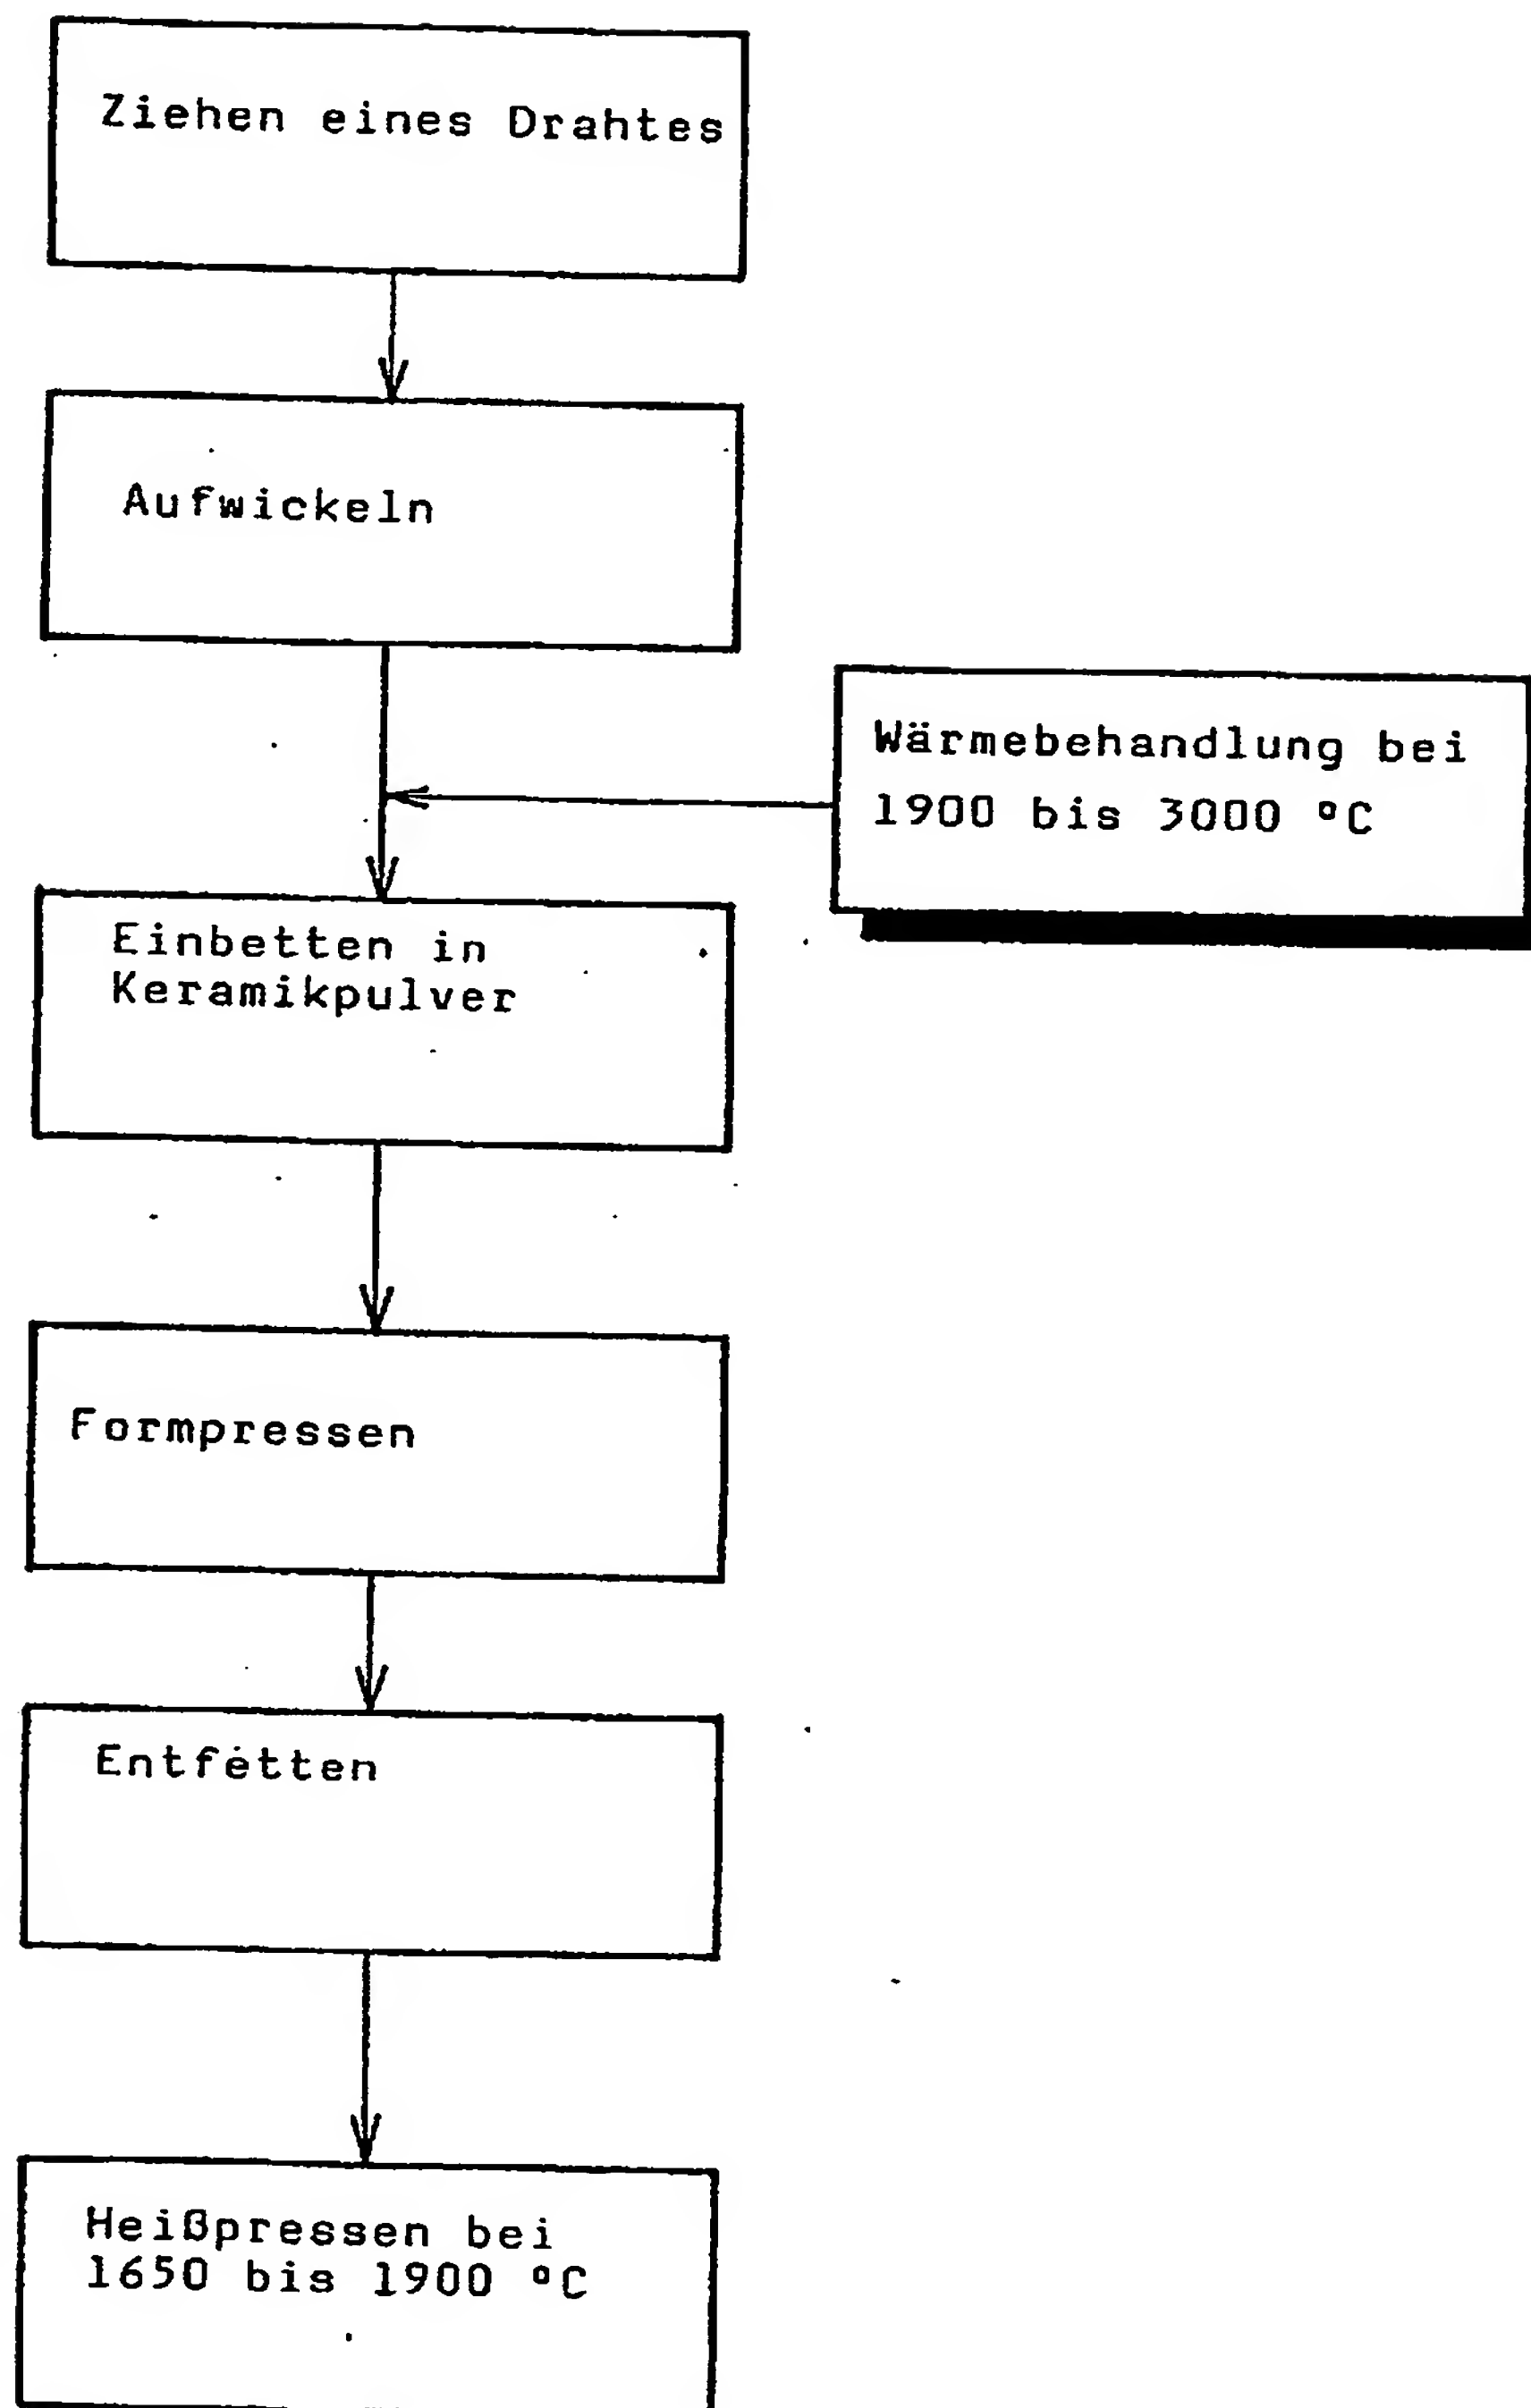 Ziehen eines Drahtes
Aufwickeln
Wärmebehandlung bei
1900 bis 3000 °C
Einbetten in
Keramikpulver
Formpressen
Entfetten
Heißpressen bei
1650 bis 1900 °C